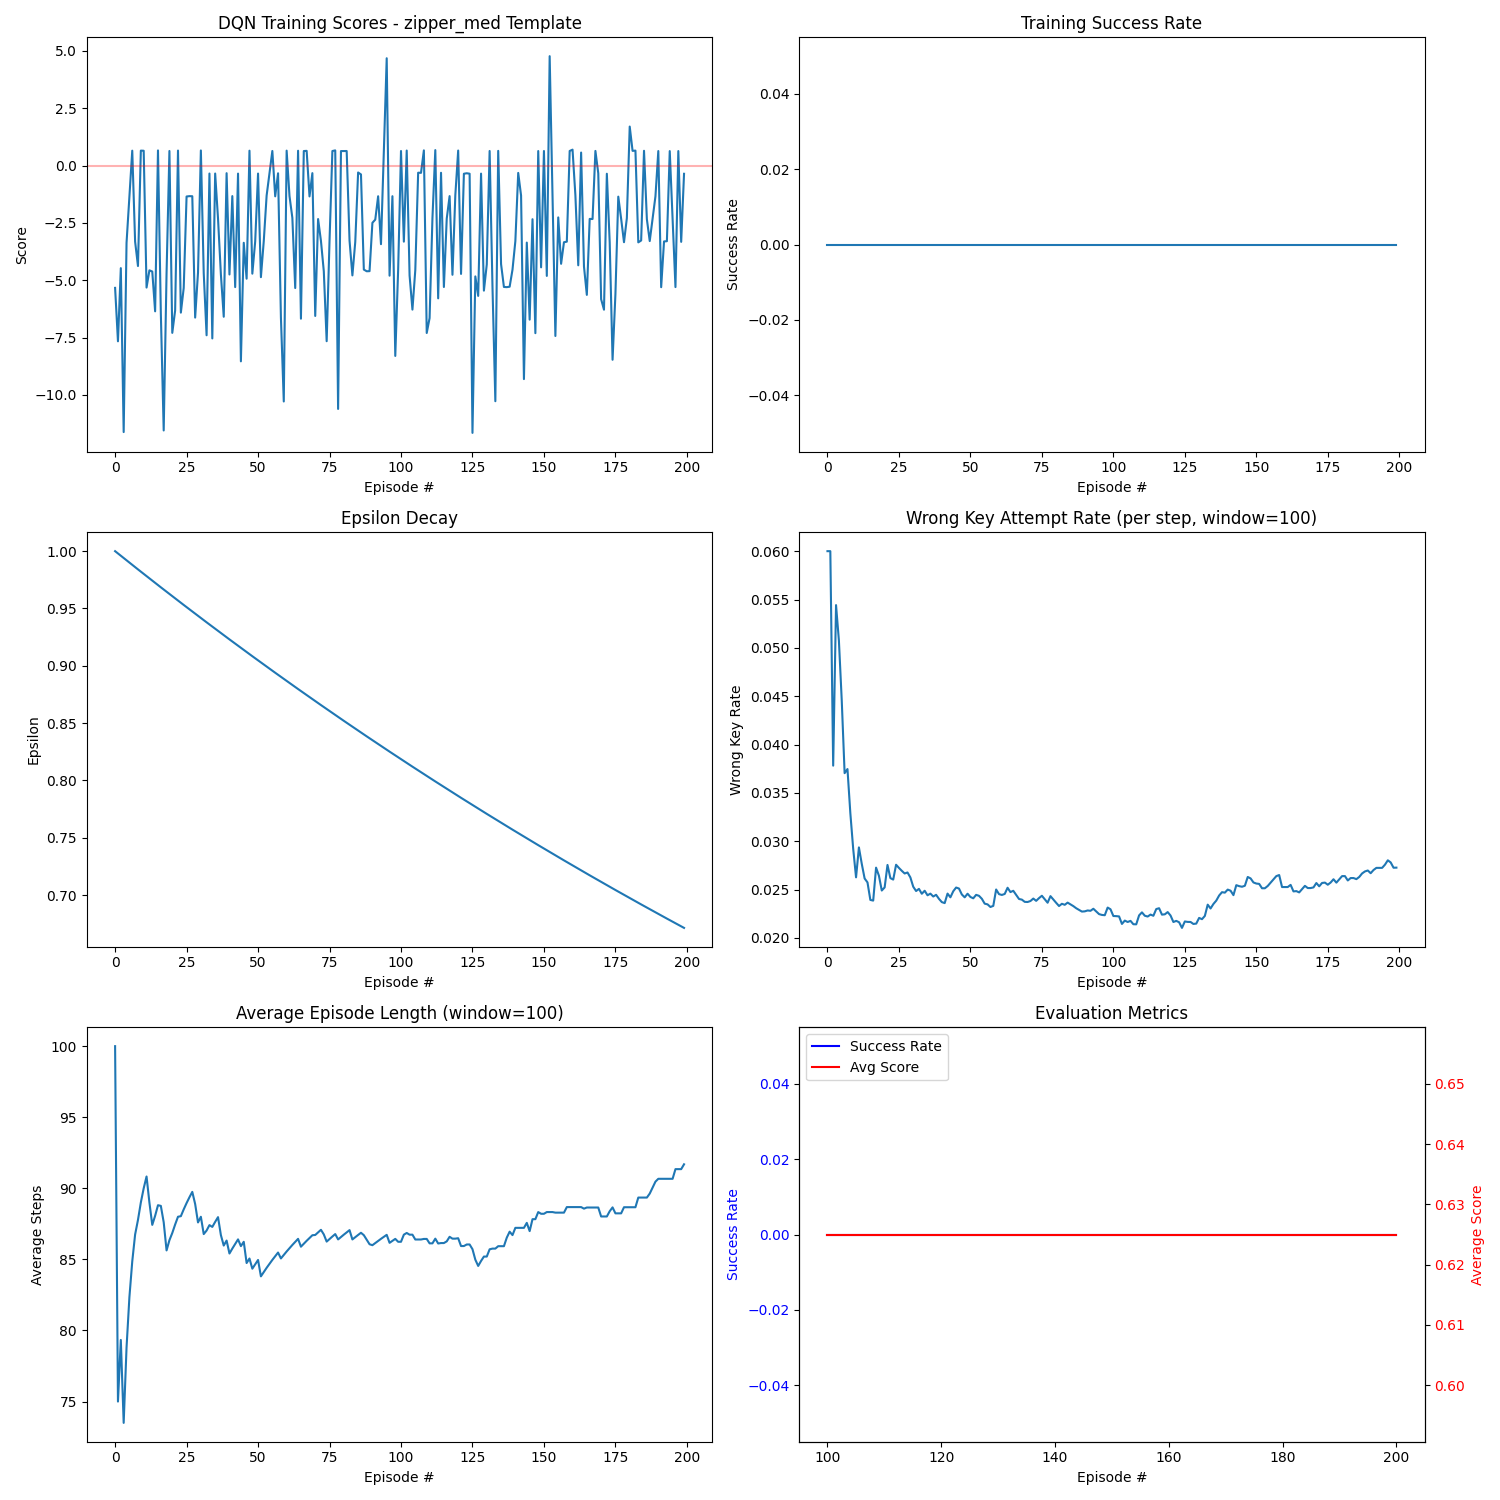 DQN Training Scores - zipper_med Template
Score
5.0
2.5
0.0
−2.5
−5.0
−7.5
−10.0
0 25 50 75 100 125 150 175 200
Episode #
Training Success Rate
Success Rate
0.04
0.02
0.00
−0.02
−0.04
0 25 50 75 100 125 150 175 200
Episode #
Epsilon Decay
Epsilon
1.00
0.95
0.90
0.85
0.80
0.75
0.70
0 25 50 75 100 125 150 175 200
Episode #
Wrong Key Attempt Rate (per step, window=100)
Wrong Key Rate
0.060
0.055
0.050
0.045
0.040
0.035
0.030
0.025
0.020
0 25 50 75 100 125 150 175 200
Episode #
Average Episode Length (window=100)
Average Steps
100
95
90
85
80
75
0 25 50 75 100 125 150 175 200
Episode #
Evaluation Metrics
Success Rate
Avg Score
Success Rate
0.04
0.02
0.00
−0.02
−0.04
0.65
0.64
0.63
0.62
0.61
0.60
Average Score
100 120 140 160 180 200
Episode #